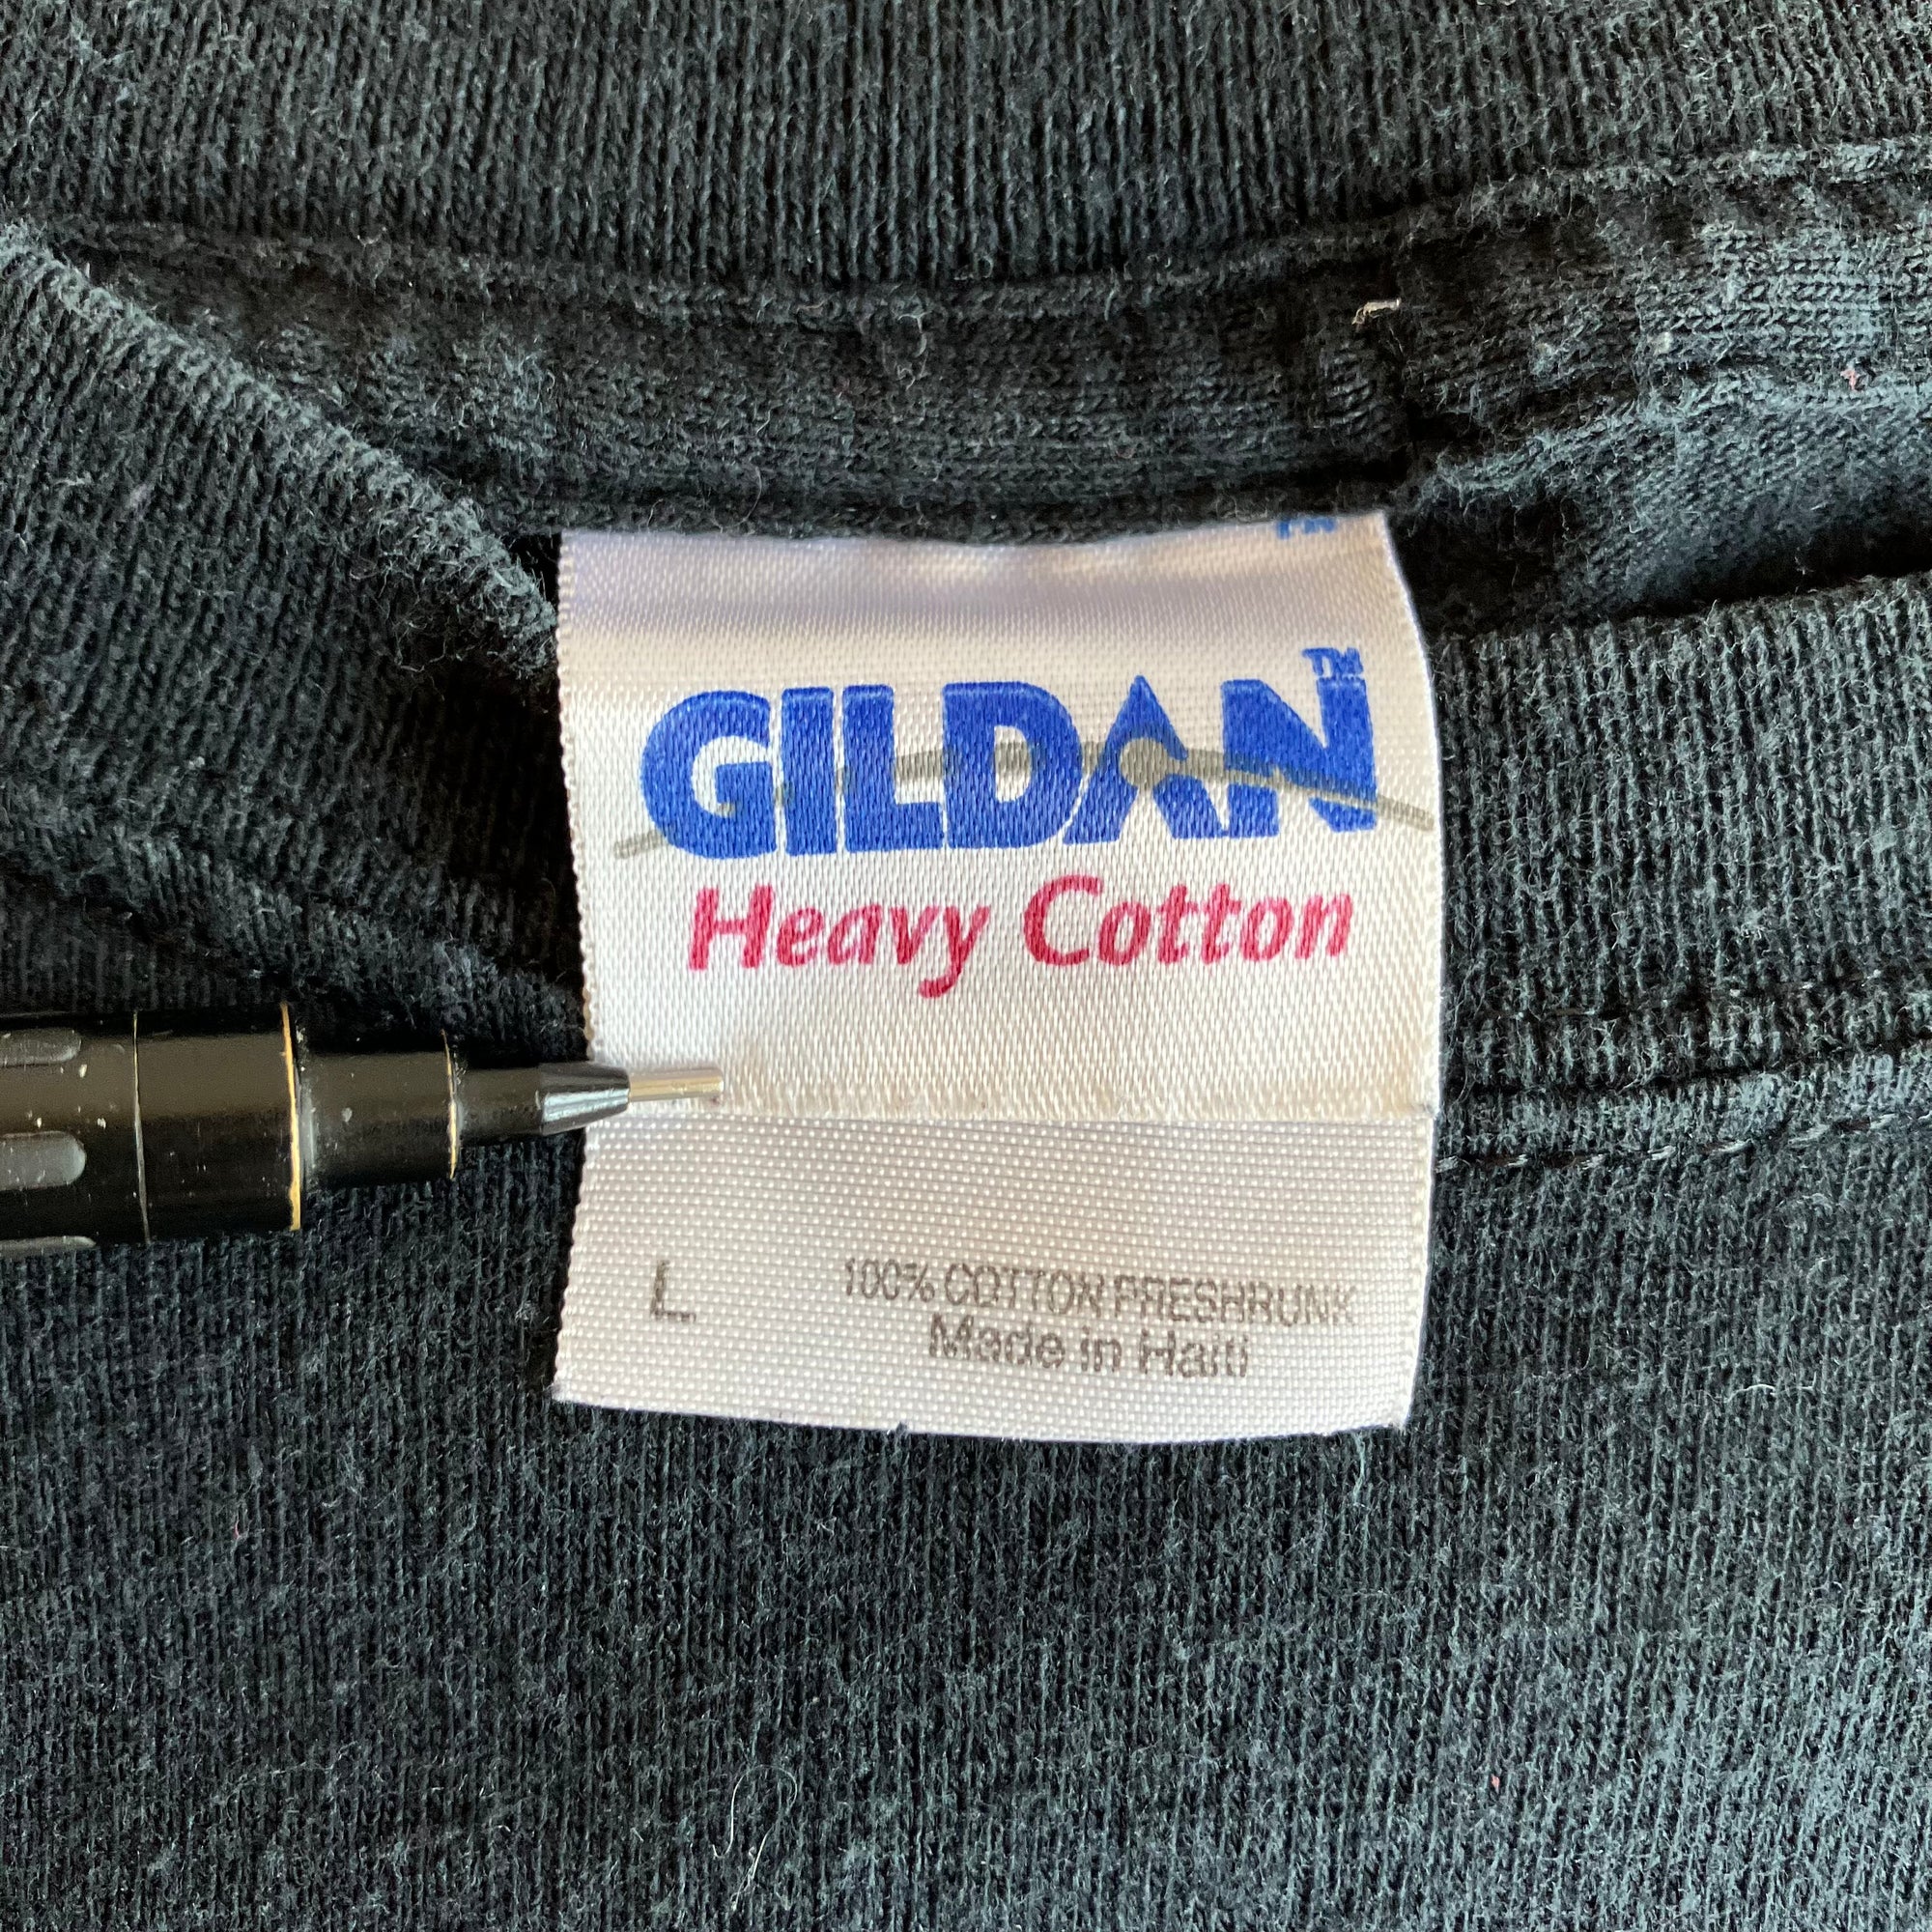 GILDAN™
Heavy Cotton
L
100% COTTON PRESHRUNK
Made in Haiti